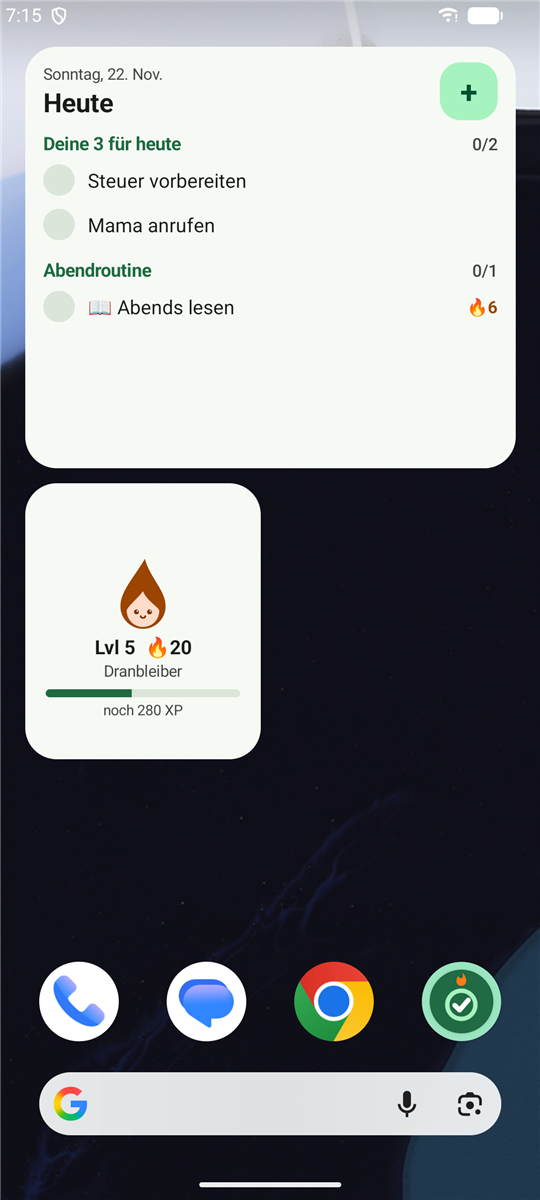 7:15
Sonntag, 22. Nov.
Heute
+
Deine 3 für heute 0/2
Steuer vorbereiten
Mama anrufen
Abendroutine 0/1
📖 Abends lesen 🔥6
Lvl 5 🔥20
Dranbleiber
noch 280 XP